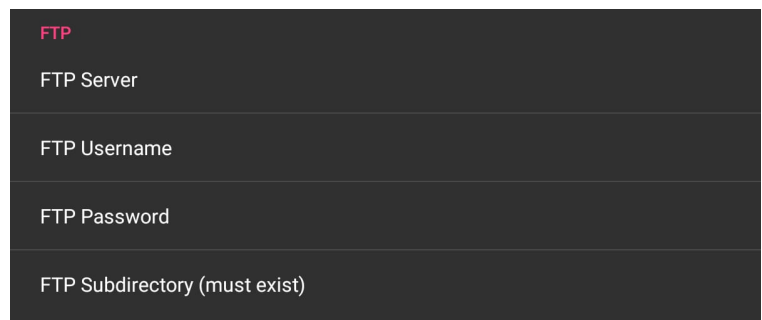 FTP
FTP Server
FTP Username
FTP Password
FTP Subdirectory (must exist)